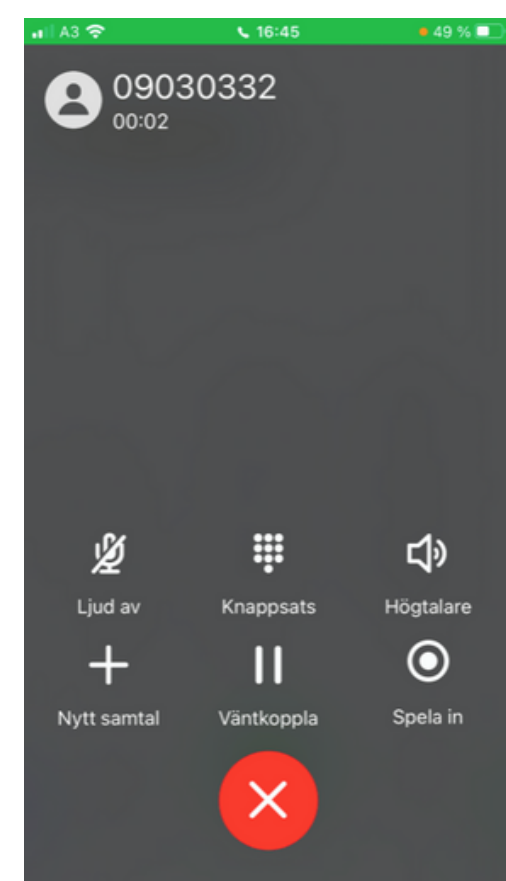 A3 16:45 49 %
09030332
00:02
Ljud av Knappsats Högtalare
Nytt samtal Väntkoppla Spela in